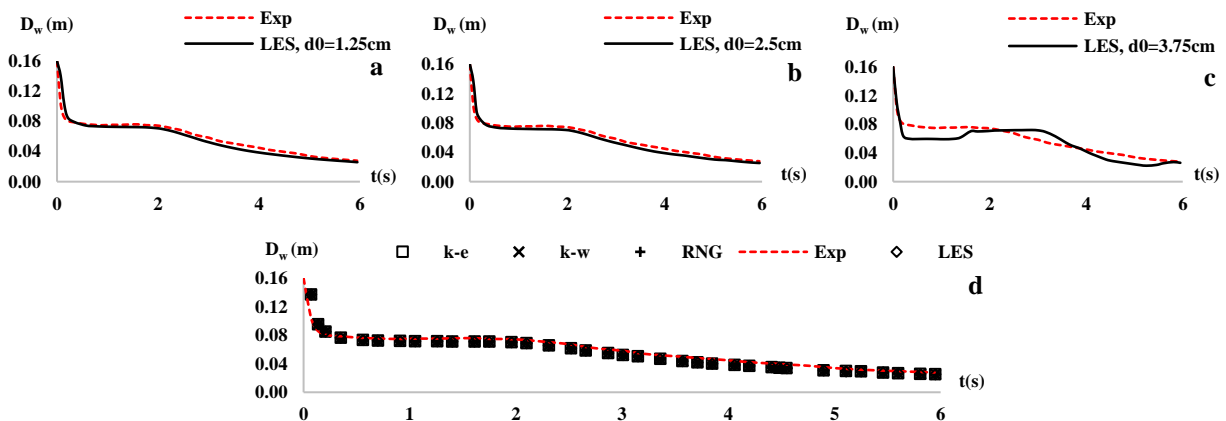 D_w (m)
Exp
LES, d0=1.25cm
a
0.16
0.12
0.08
0.04
0.00
t(s)
0 2 4 6
D_w (m)
Exp
LES, d0=2.5cm
b
0.16
0.12
0.08
0.04
0.00
t(s)
0 2 4 6
D_w (m)
Exp
LES, d0=3.75cm
c
0.16
0.12
0.08
0.04
0.00
t(s)
0 2 4 6
D_w (m)
k-e k-w RNG Exp LES
d
0.16
0.12
0.08
0.04
0.00
t(s)
0 1 2 3 4 5 6